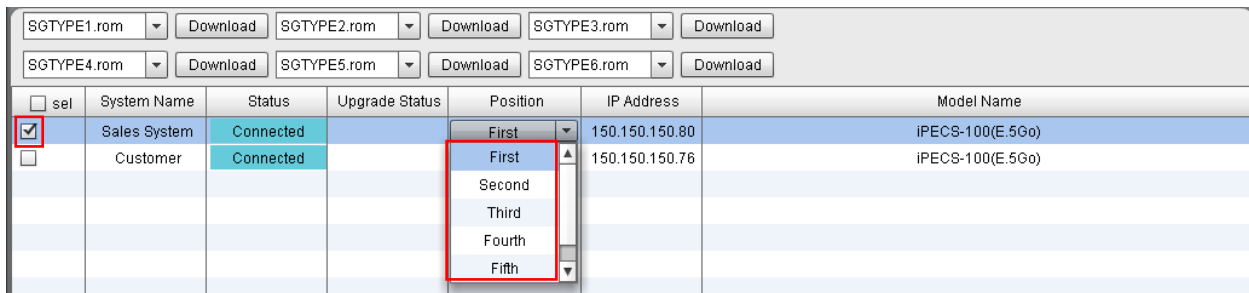 SGTYPE1.rom Download SGTYPE2.rom Download SGTYPE3.rom Download
SGTYPE4.rom Download SGTYPE5.rom Download SGTYPE6.rom Download
sel System Name Status Upgrade Status Position IP Address Model Name
Sales System Connected First 150.150.150.80 iPECS-100(E.5Go)
Customer Connected First 150.150.150.76 iPECS-100(E.5Go)
Second
Third
Fourth
Fifth